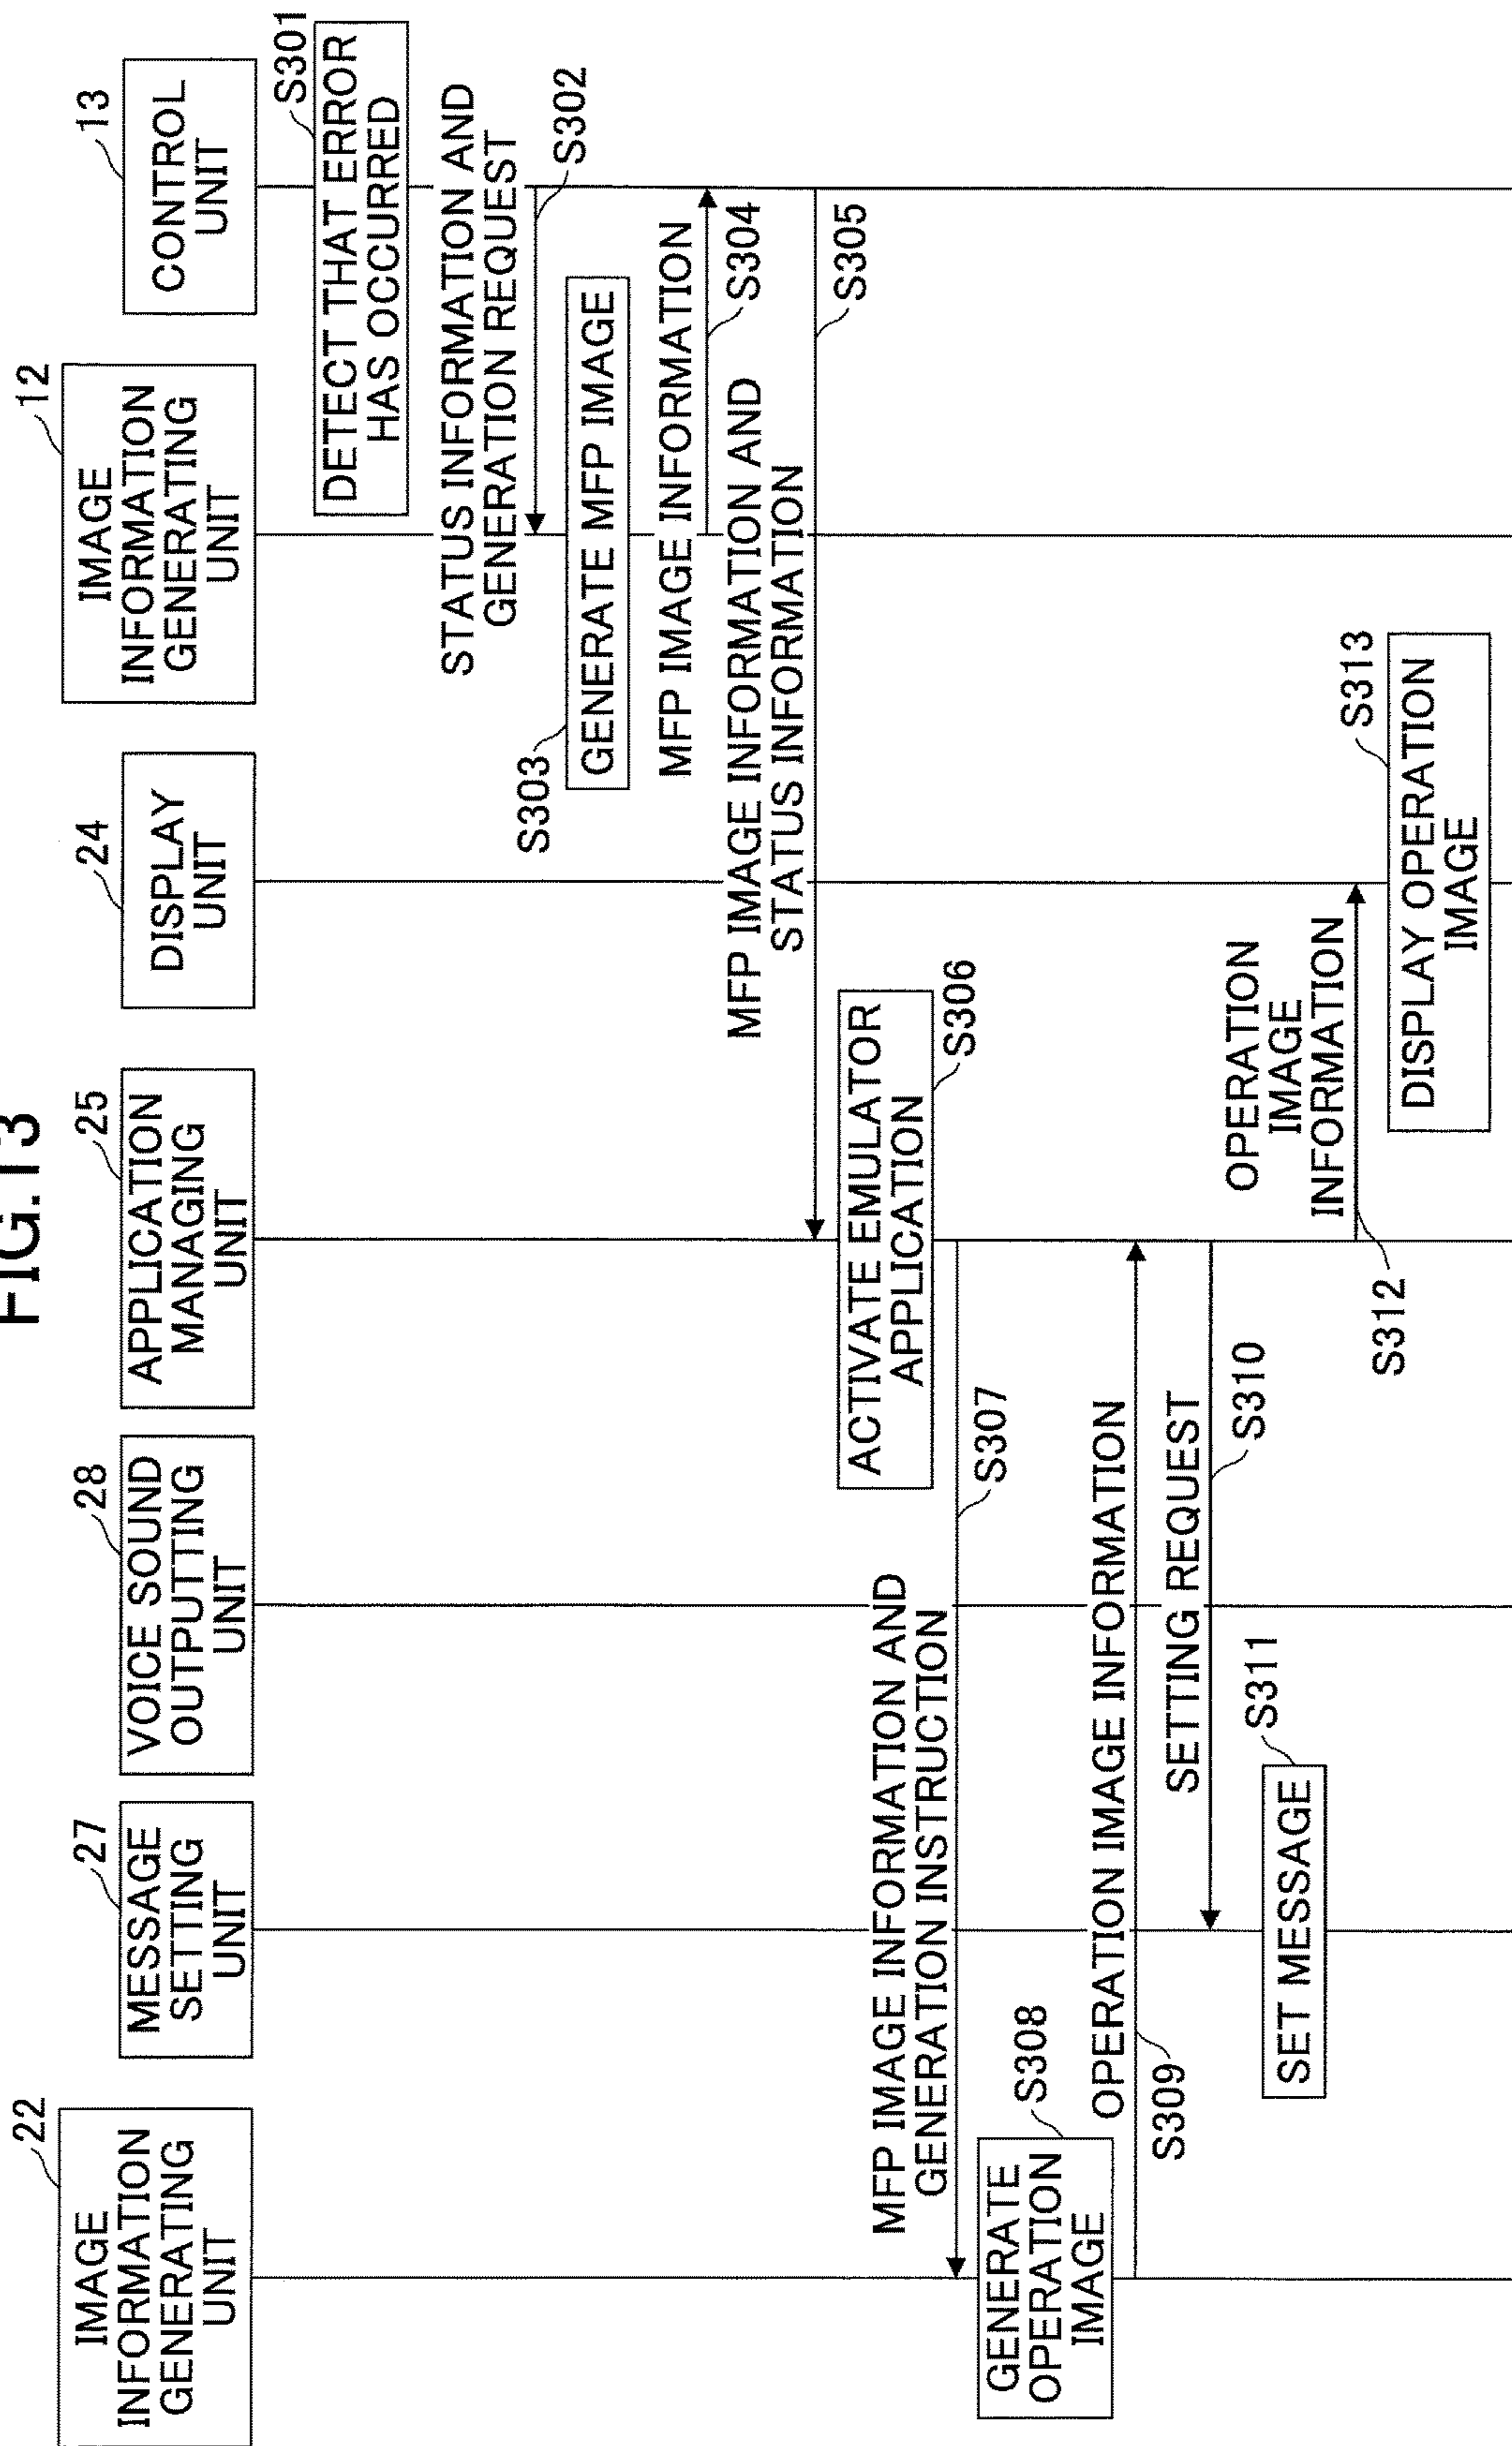 FIG.13
22
IMAGE
INFORMATION
GENERATING
UNIT
27
MESSAGE
SETTING
UNIT
28
VOICE SOUND
OUTPUTTING
UNIT
25
APPLICATION
MANAGING
UNIT
24
DISPLAY
UNIT
12
IMAGE
INFORMATION
GENERATING
UNIT
13
CONTROL
UNIT
S301
DETECT THAT ERROR
HAS OCCURRED
STATUS INFORMATION AND
GENERATION REQUEST
S302
S303
GENERATE MFP IMAGE
MFP IMAGE INFORMATION
S304
MFP IMAGE INFORMATION AND
STATUS INFORMATION
S305
ACTIVATE EMULATOR
APPLICATION
S306
MFP IMAGE INFORMATION AND
GENERATION INSTRUCTION
S307
GENERATE
OPERATION
IMAGE
S308
OPERATION IMAGE INFORMATION
S309
SETTING REQUEST
S310
S311
SET MESSAGE
OPERATION
IMAGE
INFORMATION
S312
S313
DISPLAY OPERATION
IMAGE